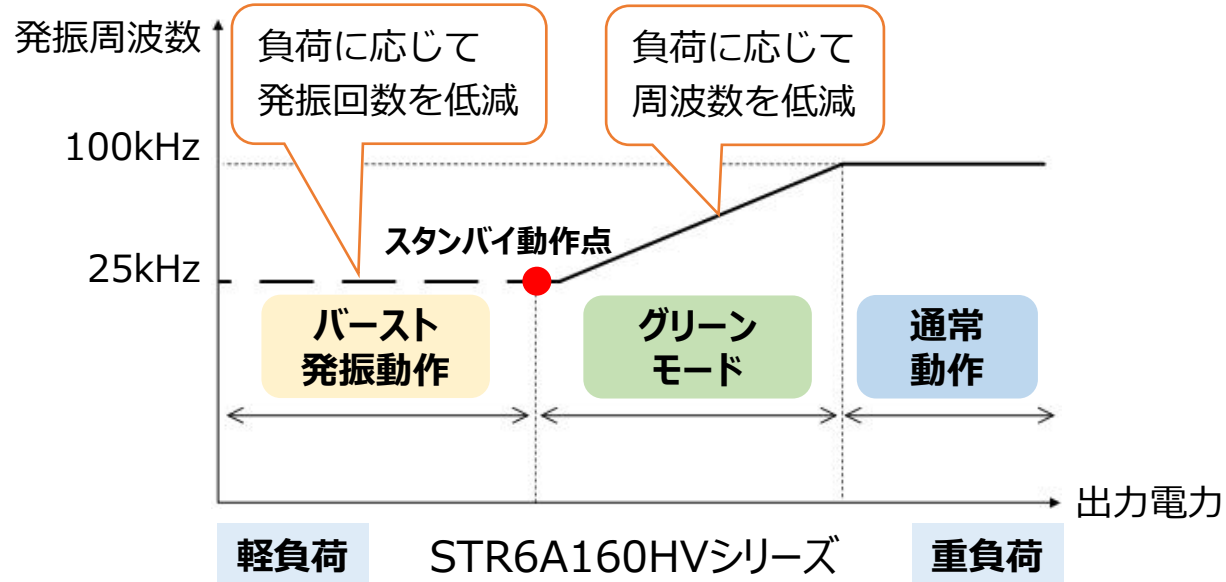 発振周波数
負荷に応じて
発振回数を低減
負荷に応じて
周波数を低減
100kHz
スタンバイ動作点
25kHz
バースト
発振動作
グリーン
モード
通常
動作
出力電力
軽負荷
STR6A160HVシリーズ
重負荷